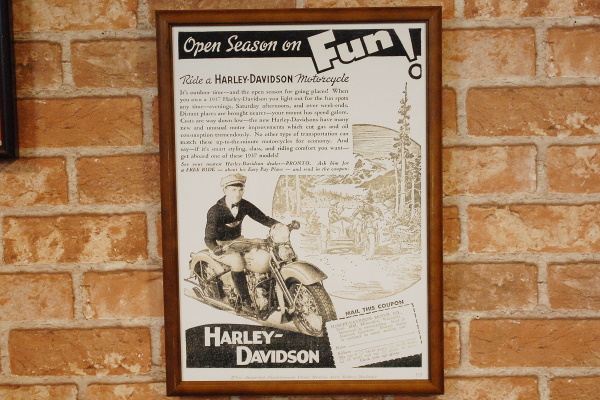 Open Season on Fun!
Ride a HARLEY-DAVIDSON Motorcycle
It's outdoor time—and the open season for going places! When
you own a 1937 Harley-Davidson you light out for the fun spots
any time—evenings, Saturday afternoons, and over weekends.
Distant places are brought nearer—your mount has speed galore.
Costs are way down—the new Harley-Davidsons have many
new and unusual motor improvements which cut gas and oil
consumption tremendously. No other type of transportation can
match these up-to-the-minute motorcycles for economy. And
say—if it's smart styling, class, and riding comfort you want—
get aboard one of these 1937 models!
See your nearest Harley-Davidson dealer—PRONTO. Ask him for
a FREE RIDE — about his Easy Pay Plans — and send in the coupon.
MAIL THIS COUPON
HARLEY-DAVIDSON